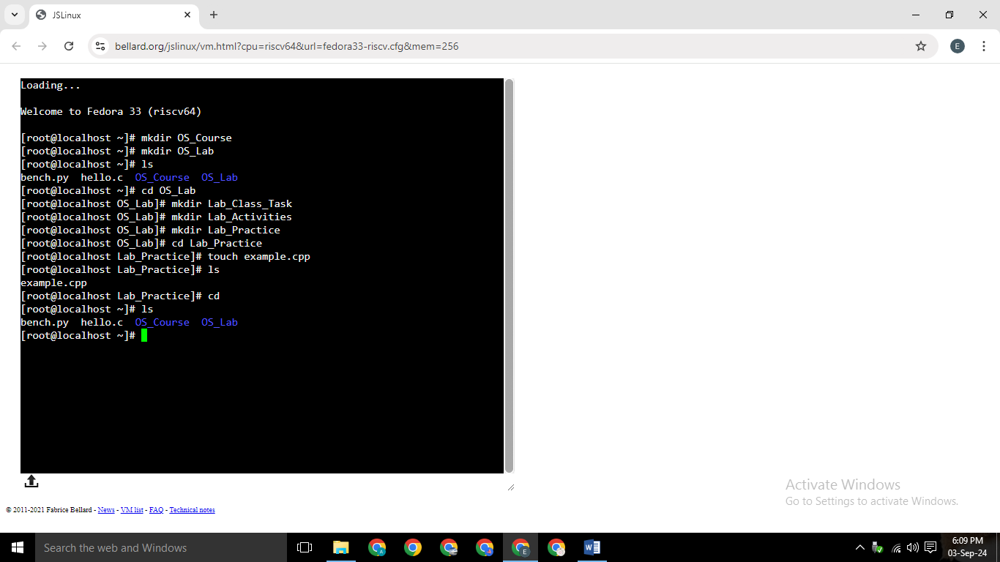 JSLinux
bellard.org/jslinux/vm.html?cpu=riscv64&url=fedora33-riscv.cfg&mem=256
E
Loading...
Welcome to Fedora 33 (riscv64)
[root@localhost ~]# mkdir OS_Course
[root@localhost ~]# mkdir OS_Lab
[root@localhost ~]# ls
bench.py  hello.c  OS_Course  OS_Lab
[root@localhost ~]# cd OS_Lab
[root@localhost OS_Lab]# mkdir Lab_Class_Task
[root@localhost OS_Lab]# mkdir Lab_Activities
[root@localhost OS_Lab]# mkdir Lab_Practice
[root@localhost OS_Lab]# cd Lab_Practice
[root@localhost Lab_Practice]# touch example.cpp
[root@localhost Lab_Practice]# ls
example.cpp
[root@localhost Lab_Practice]# cd
[root@localhost ~]# ls
bench.py  hello.c  OS_Course  OS_Lab
[root@localhost ~]#
Activate Windows
Go to Settings to activate Windows.
© 2011-2021 Fabrice Bellard - News - VM list - FAQ - Technical notes
Search the web and Windows
6:09 PM
03-Sep-24